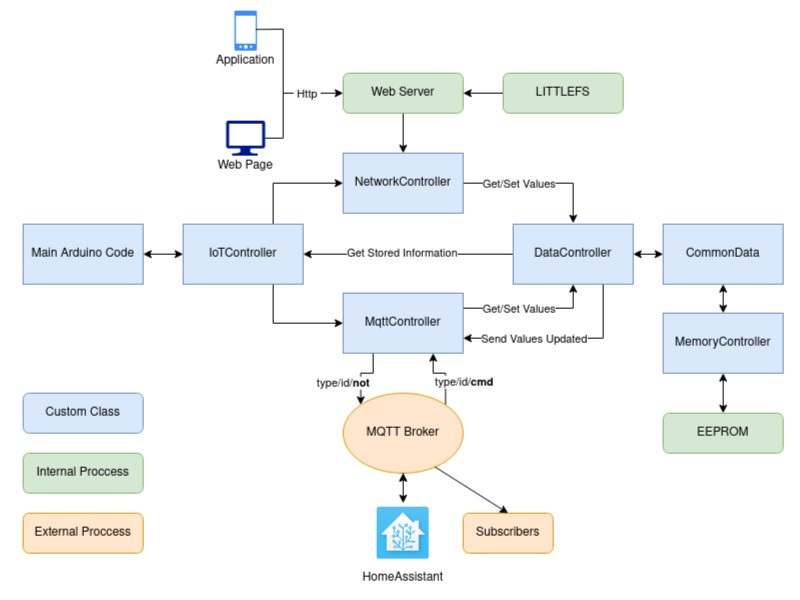 Application
Http
Web Server
LITTLEFS
Web Page
NetworkController
Get/Set Values
Main Arduino Code
IoTController
Get Stored Information
DataController
CommonData
MqttController
Get/Set Values
Send Values Updated
MemoryController
type/id/not
type/id/cmd
Custom Class
MQTT Broker
EEPROM
Internal Proccess
External Proccess
Subscribers
HomeAssistant